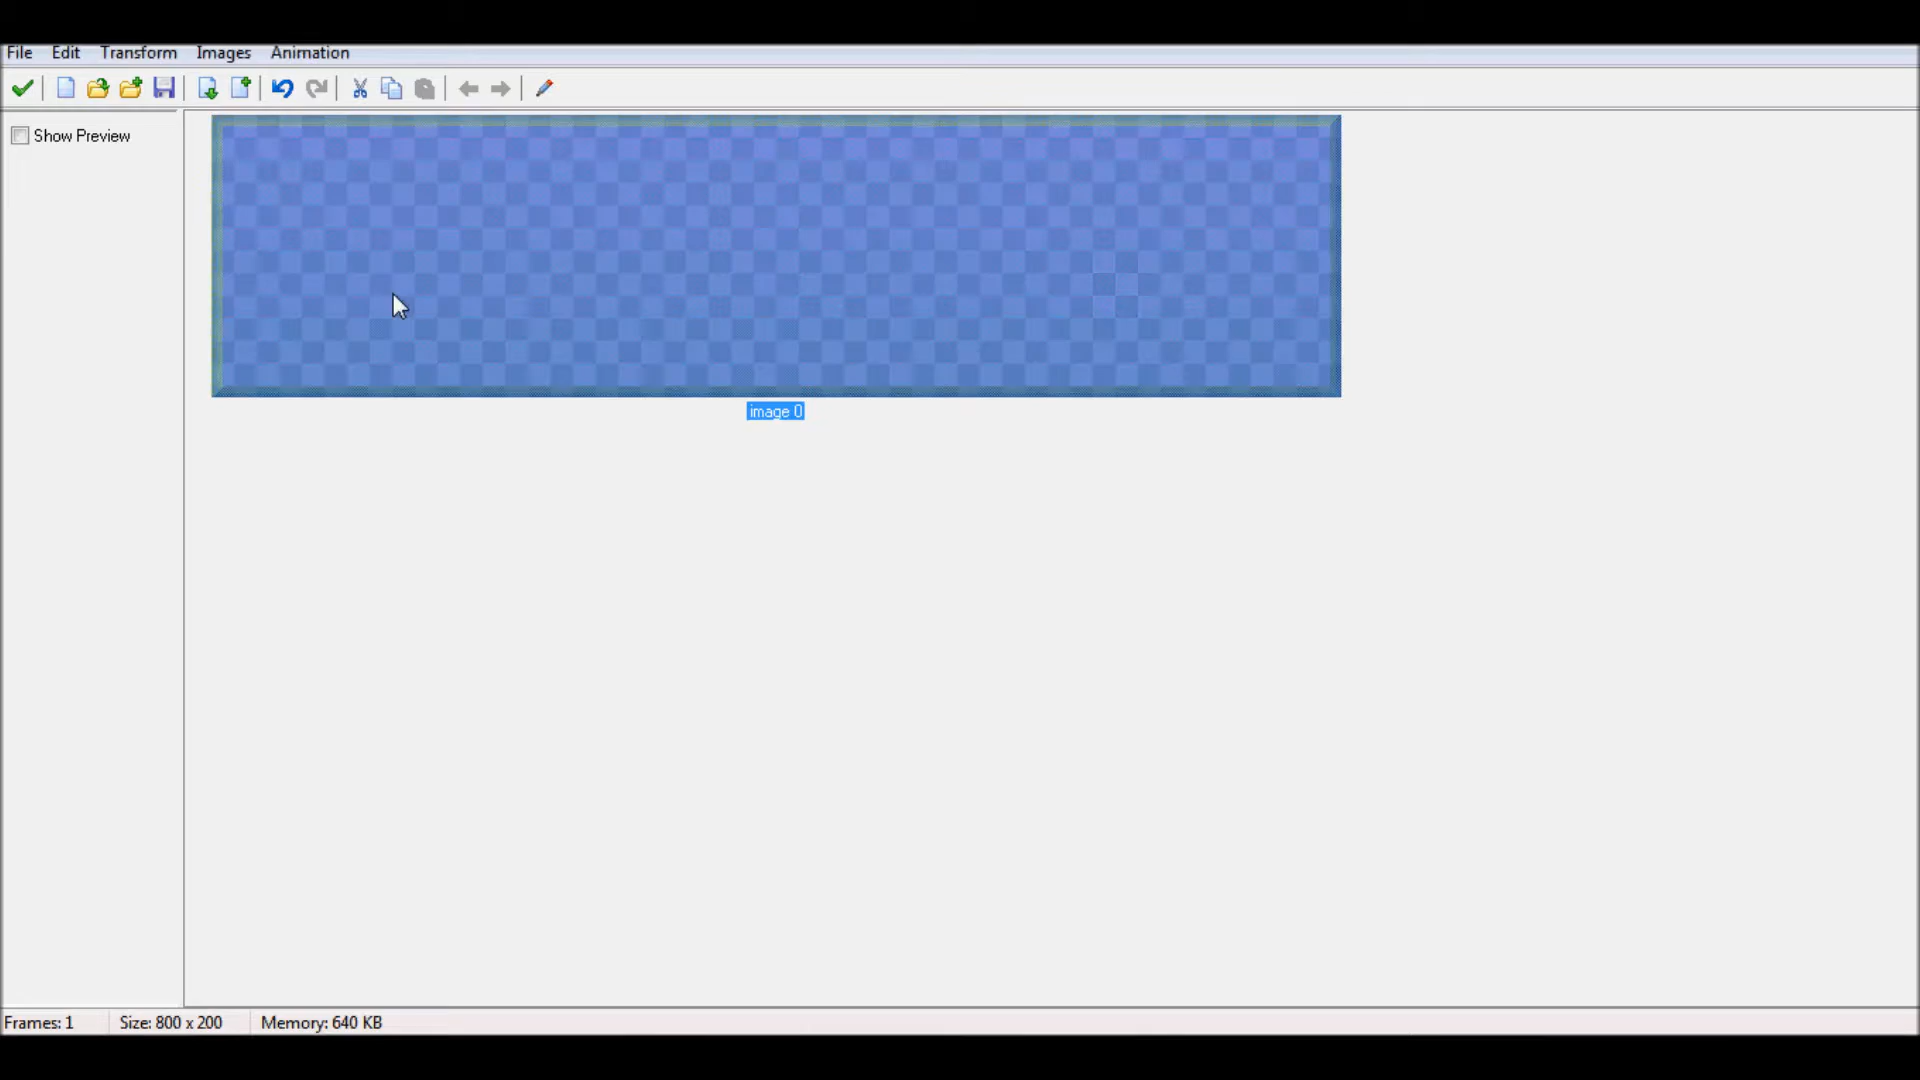 File Edit Transform Images Animation
Show Preview
image 0
Frames: 1 Size: 800 x 200 Memory: 640 KB